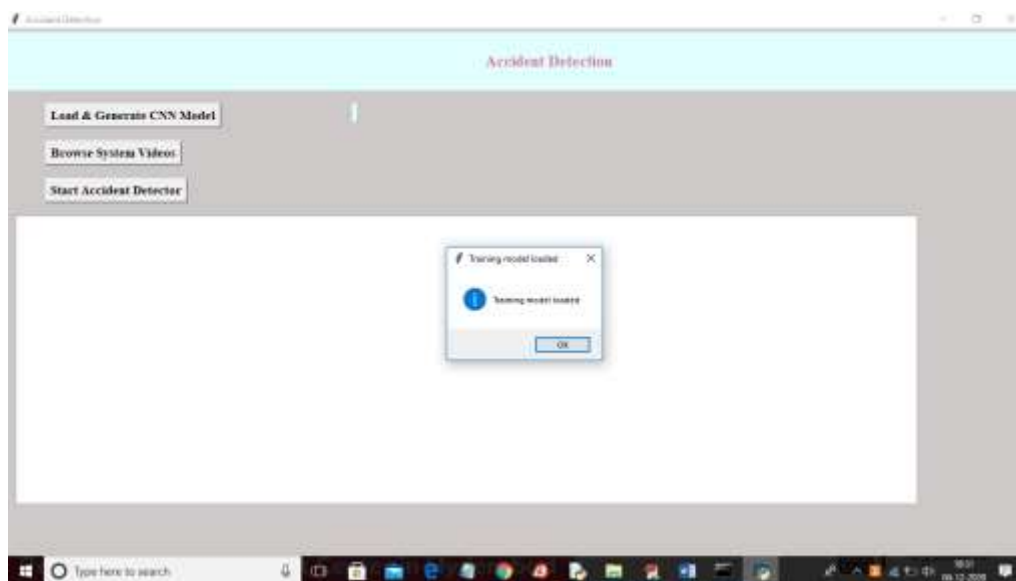 Accident Detection
Accident Detection
Load & Generate CNN Model
Browse System Videos
Start Accident Detector
Training model loaded
Training model loaded
OK
Type here to search